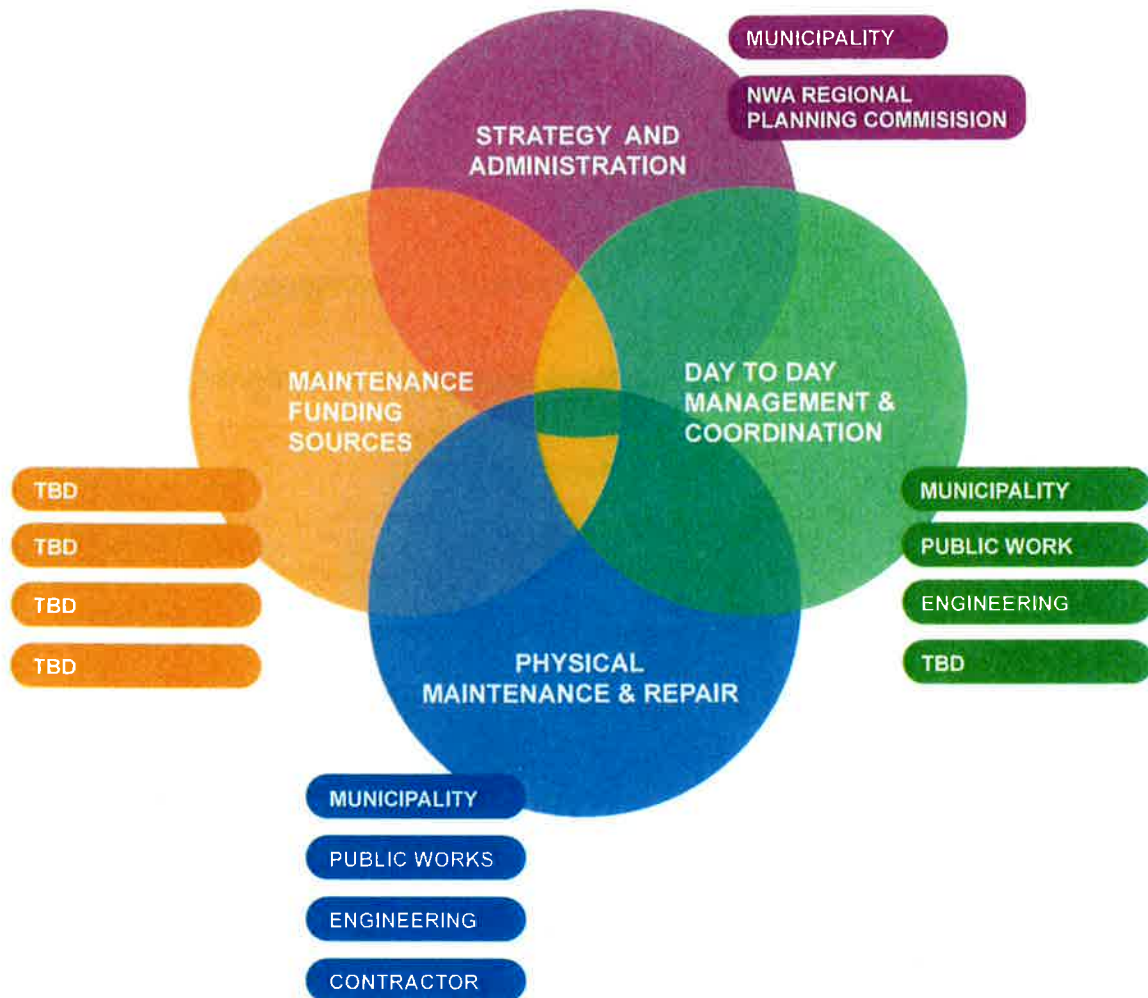 MUNICIPALITY
NWA REGIONAL
PLANNING COMMISISION
STRATEGY AND
ADMINISTRATION
MAINTENANCE
FUNDING
SOURCES
DAY TO DAY
MANAGEMENT &
COORDINATION
TBD
TBD
TBD
TBD
MUNICIPALITY
PUBLIC WORK
ENGINEERING
TBD
PHYSICAL
MAINTENANCE & REPAIR
MUNICIPALITY
PUBLIC WORKS
ENGINEERING
CONTRACTOR